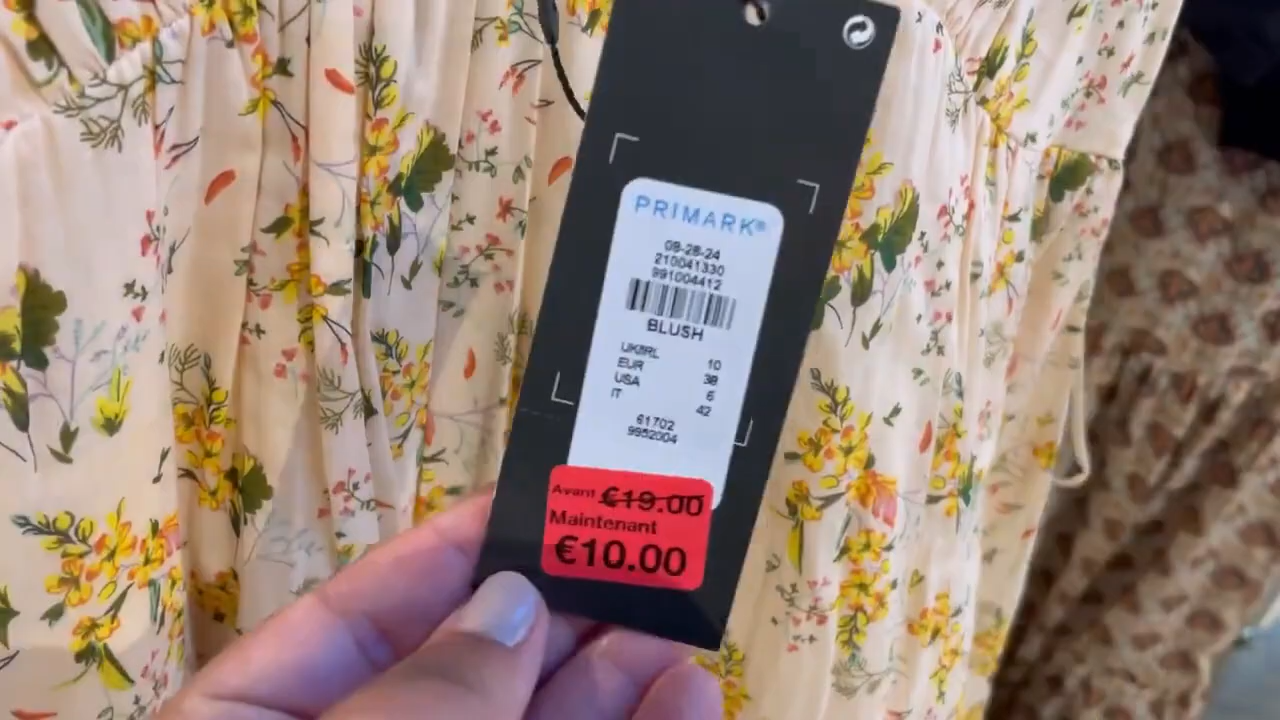 PRIMARK®
08-28-24
210041330
991004412
BLUSH
UK/IRL 10
EUR 38
USA 6
IT 42
61702
9952004
Avant €19.00
Maintenant
€10.00